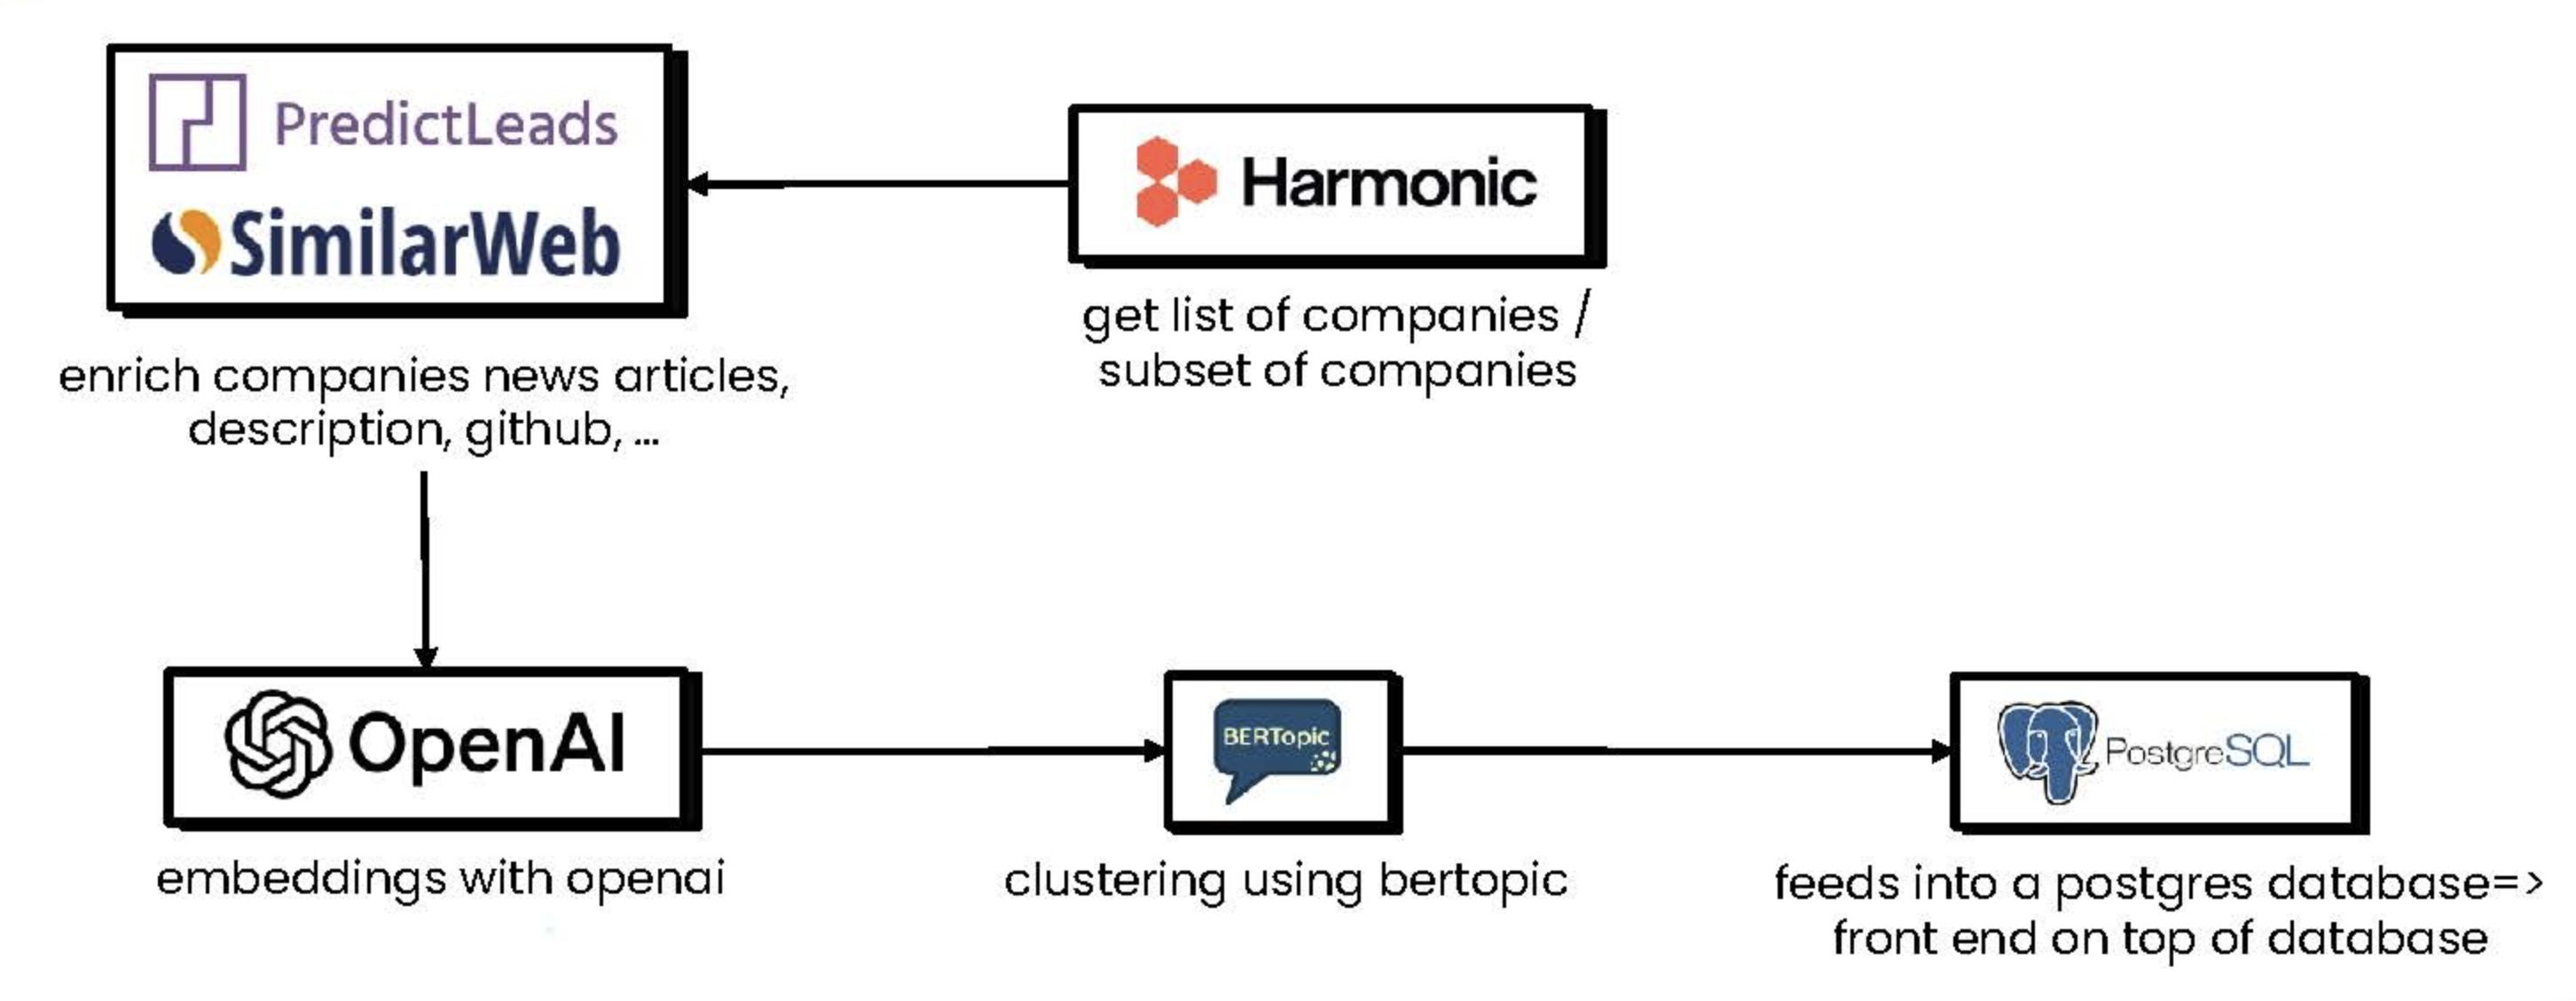 PredictLeads
SimilarWeb
enrich companies news articles,
description, github, ...
Harmonic
get list of companies /
subset of companies
OpenAI
embeddings with openai
BERTopic
clustering using bertopic
PostgreSQL
feeds into a postgres database=>
front end on top of database